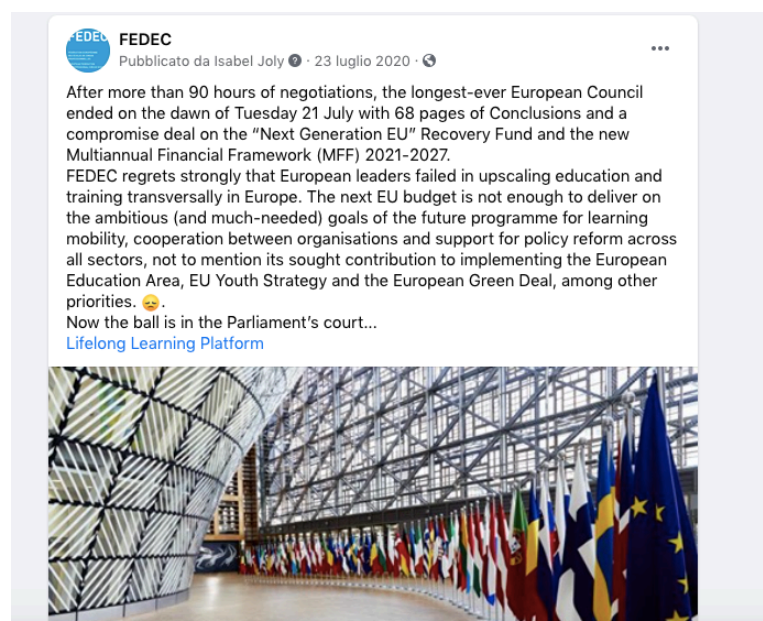 FEDEC
FEDEC
Pubblicato da Isabel Joly · 23 luglio 2020 ·
After more than 90 hours of negotiations, the longest-ever European Council
ended on the dawn of Tuesday 21 July with 68 pages of Conclusions and a
compromise deal on the “Next Generation EU” Recovery Fund and the new
Multiannual Financial Framework (MFF) 2021-2027.
FEDEC regrets strongly that European leaders failed in upscaling education and
training transversally in Europe. The next EU budget is not enough to deliver on
the ambitious (and much-needed) goals of the future programme for learning
mobility, cooperation between organisations and support for policy reform across
all sectors, not to mention its sought contribution to implementing the European
Education Area, EU Youth Strategy and the European Green Deal, among other
priorities. 😞.
Now the ball is in the Parliament’s court...
Lifelong Learning Platform